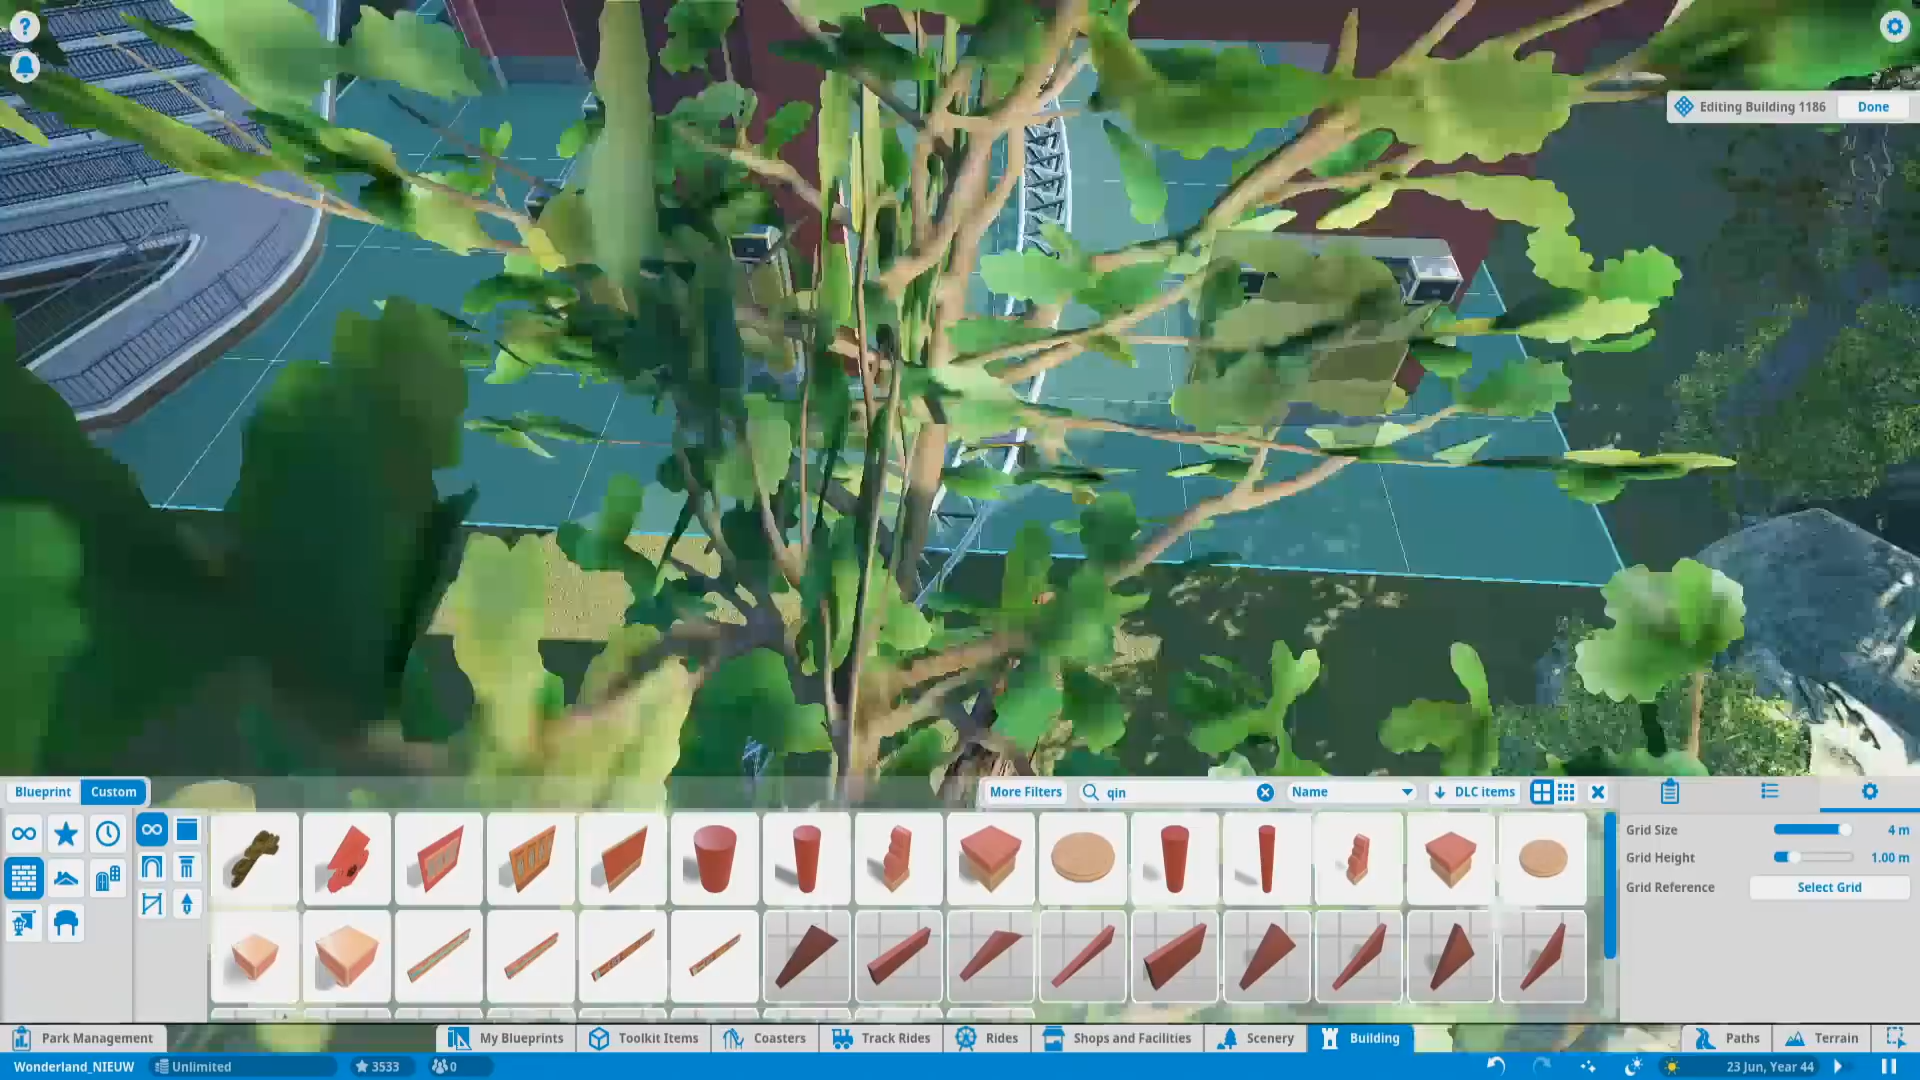 ?
Editing Building 1186 Done
Blueprint Custom
More Filters qin Name DLC items
Grid Size 4 m
Grid Height 1.00 m
Grid Reference Select Grid
Park Management My Blueprints Toolkit Items Coasters Track Rides Rides Shops and Facilities Scenery Building Paths Terrain
Wonderland_NIEUW Unlimited 3533 0 23 Jun, Year 44